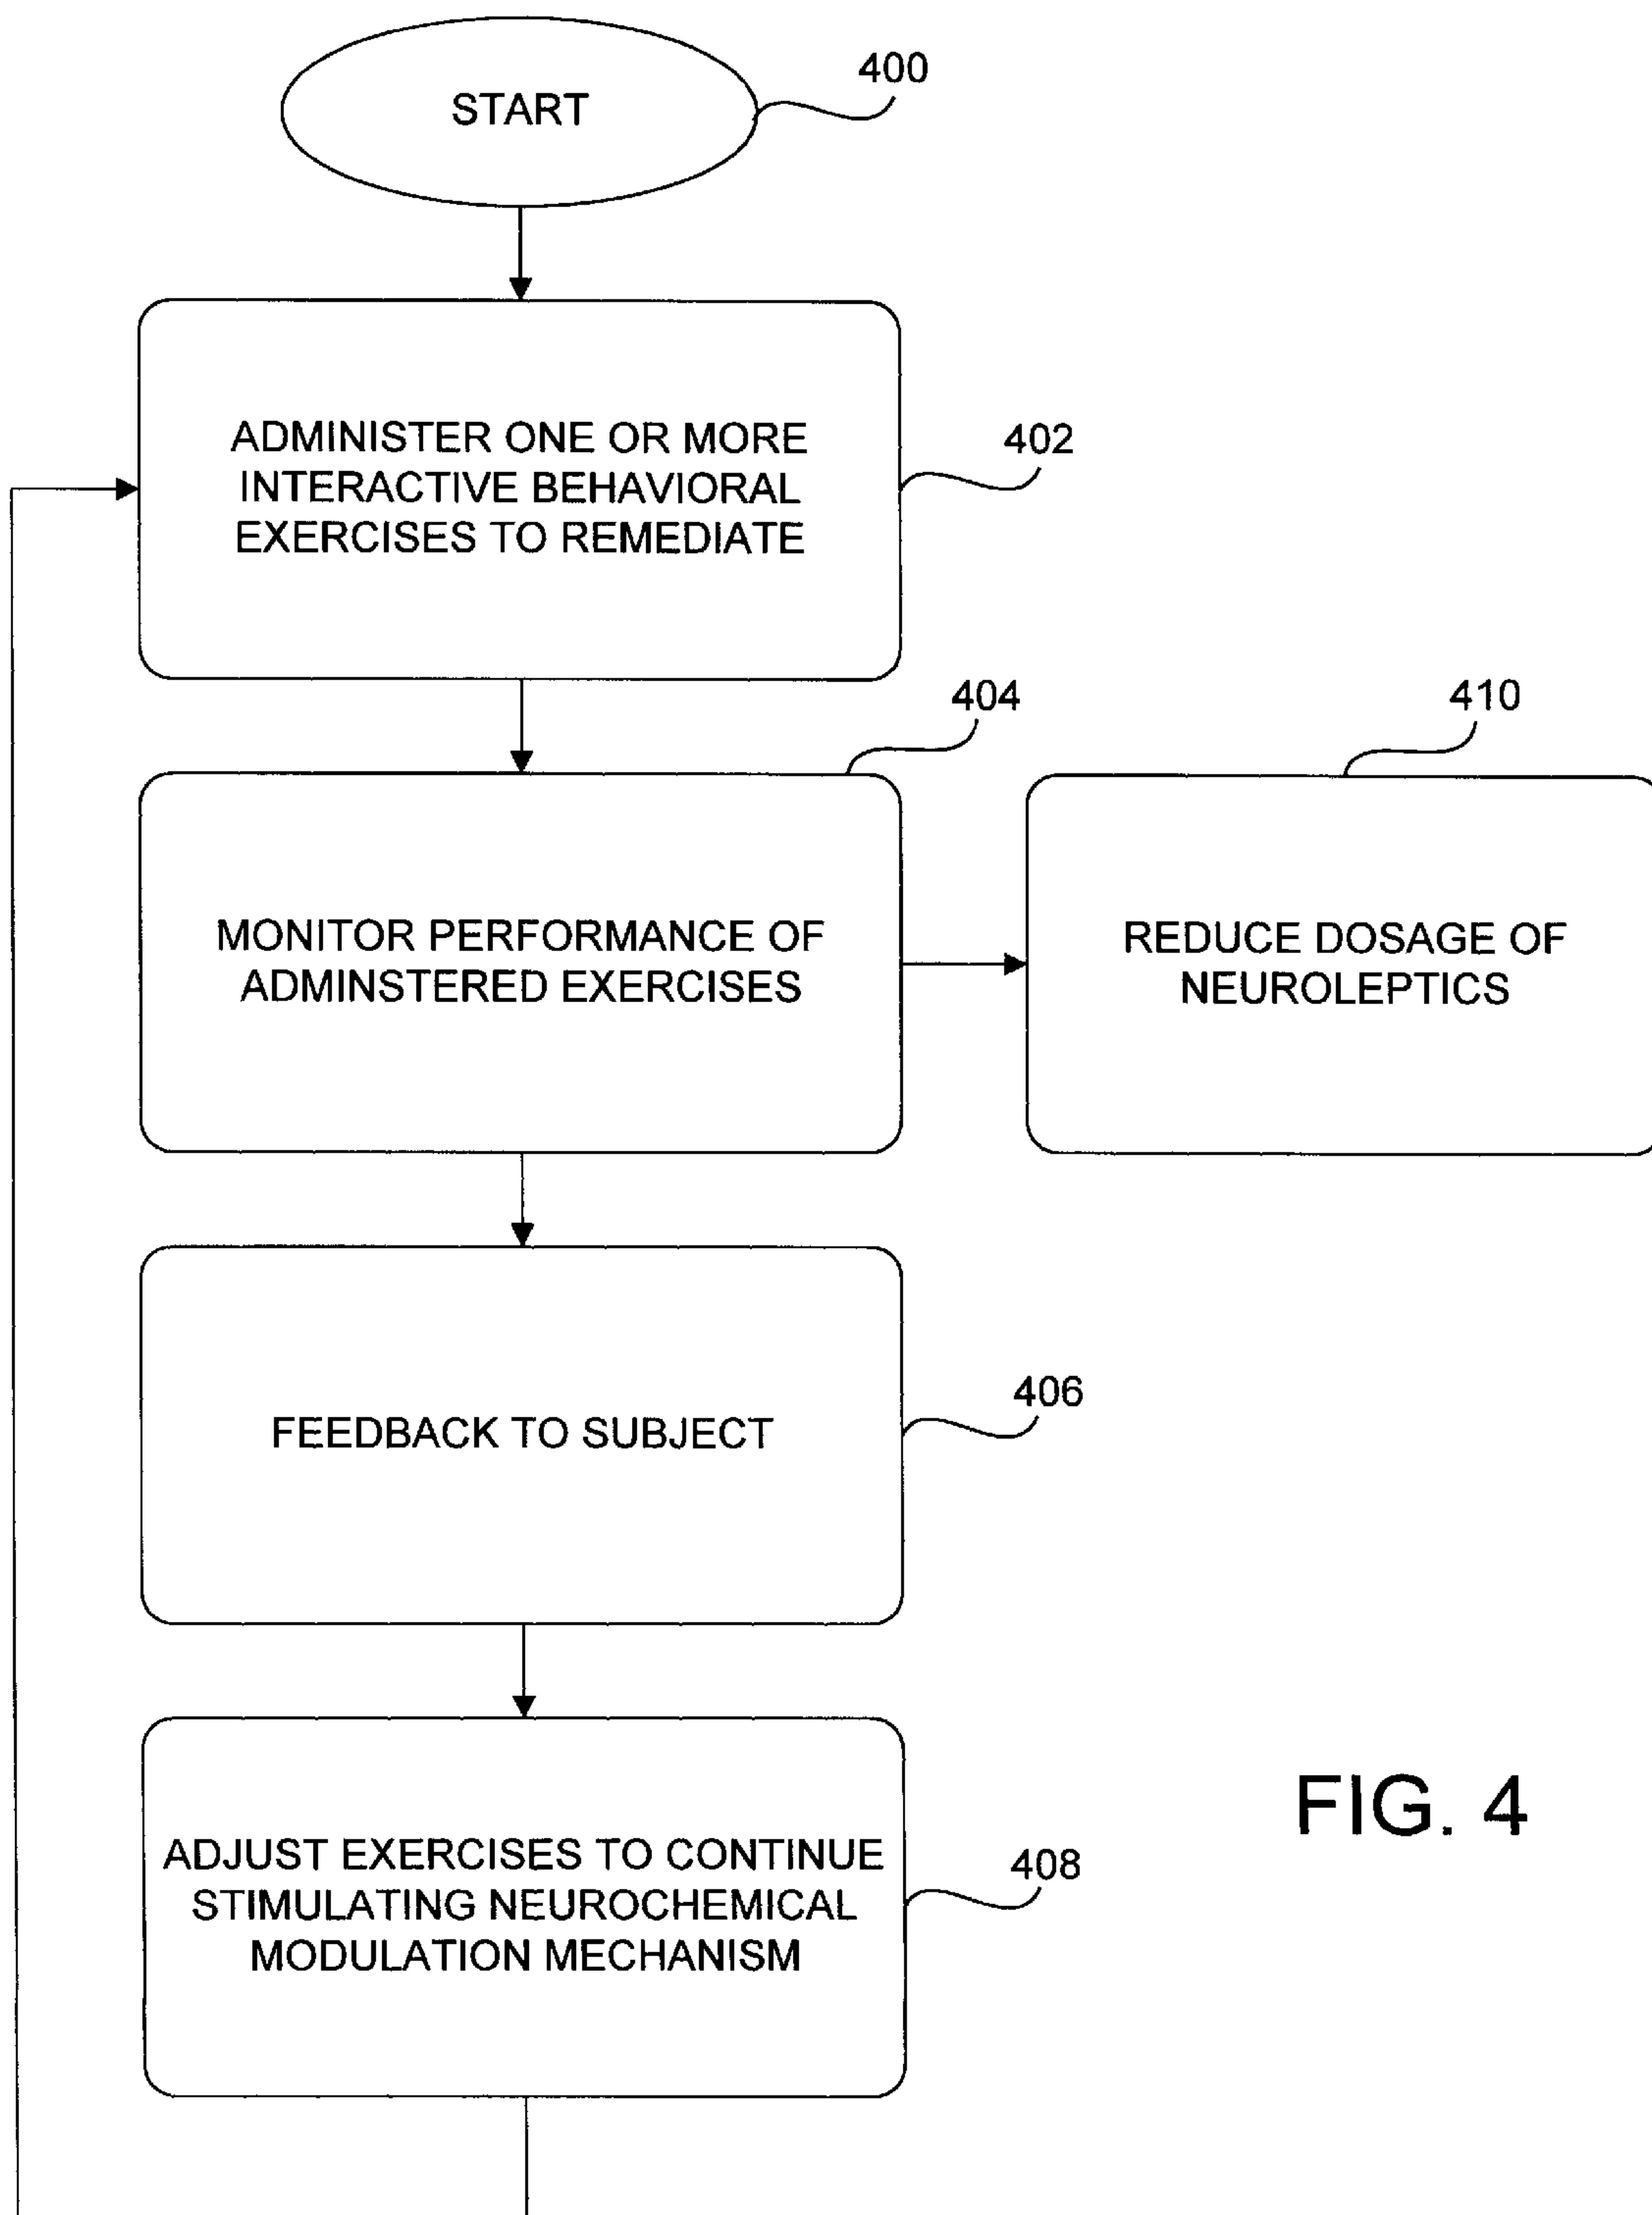 START
400
ADMINISTER ONE OR MORE
INTERACTIVE BEHAVIORAL
EXERCISES TO REMEDIATE
402
404
410
MONITOR PERFORMANCE OF
ADMINSTERED EXERCISES
REDUCE DOSAGE OF
NEUROLEPTICS
FEEDBACK TO SUBJECT
406
ADJUST EXERCISES TO CONTINUE
STIMULATING NEUROCHEMICAL
MODULATION MECHANISM
408
FIG. 4